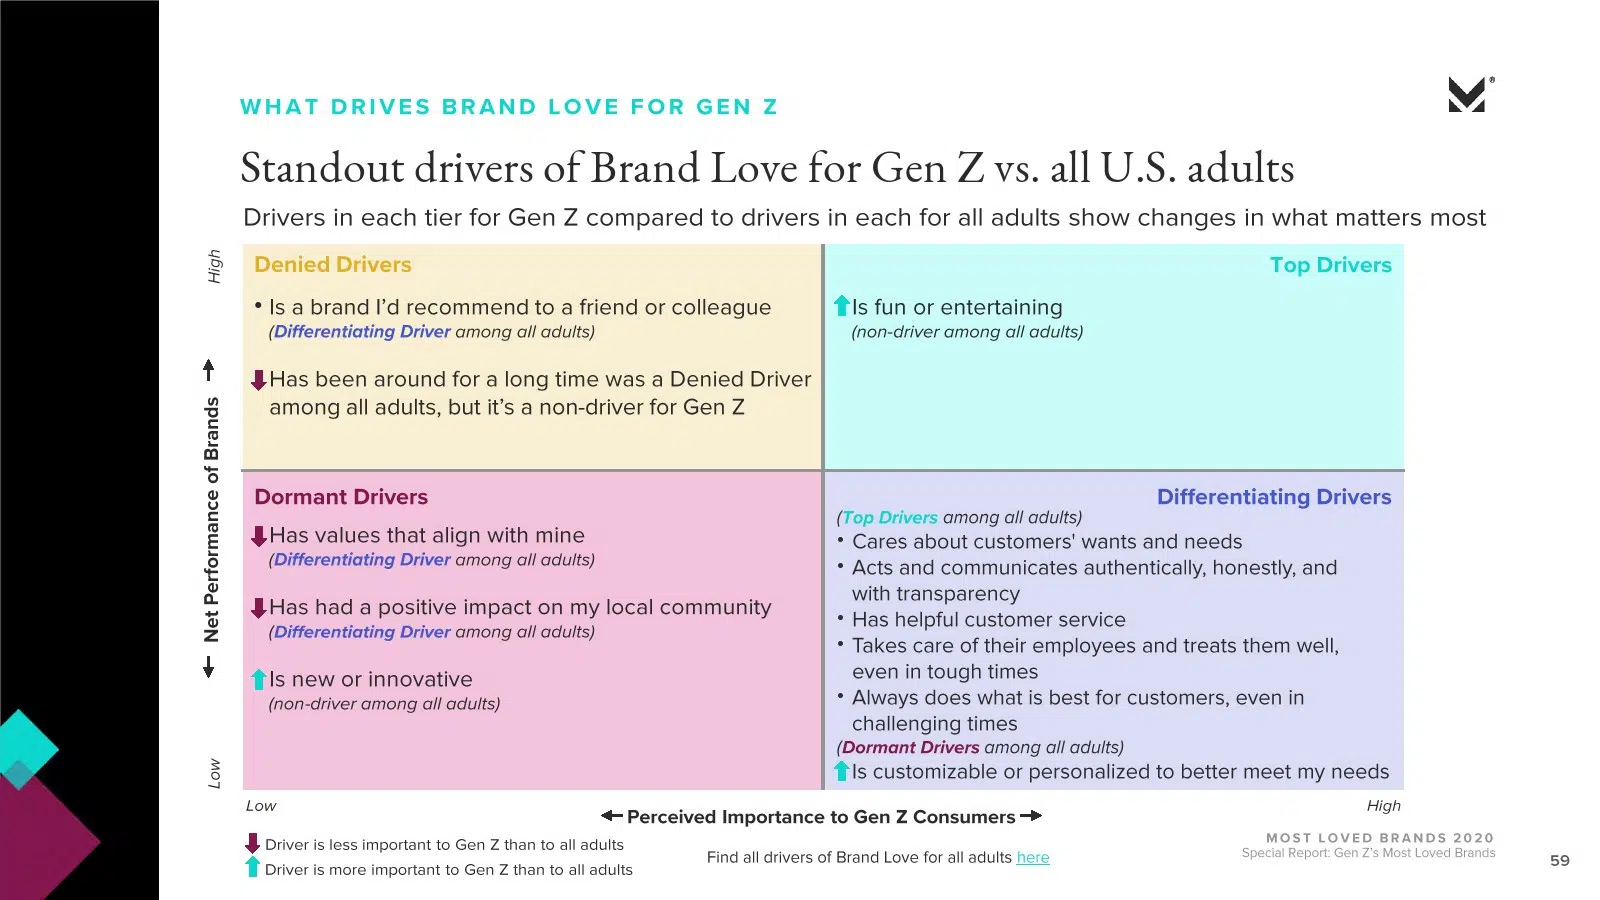 WHAT DRIVES BRAND LOVE FOR GEN Z
Standout drivers of Brand Love for Gen Z vs. all U.S. adults
Drivers in each tier for Gen Z compared to drivers in each for all adults show changes in what matters most
High
Net Performance of Brands
Low
Denied Drivers
• Is a brand I’d recommend to a friend or colleague
(Differentiating Driver among all adults)
Has been around for a long time was a Denied Driver
among all adults, but it’s a non-driver for Gen Z
Top Drivers
Is fun or entertaining
(non-driver among all adults)
Dormant Drivers
Has values that align with mine
(Differentiating Driver among all adults)
Has had a positive impact on my local community
(Differentiating Driver among all adults)
Is new or innovative
(non-driver among all adults)
Differentiating Drivers
(Top Drivers among all adults)
• Cares about customers' wants and needs
• Acts and communicates authentically, honestly, and
with transparency
• Has helpful customer service
• Takes care of their employees and treats them well,
even in tough times
• Always does what is best for customers, even in
challenging times
(Dormant Drivers among all adults)
Is customizable or personalized to better meet my needs
Low
Perceived Importance to Gen Z Consumers
High
Driver is less important to Gen Z than to all adults
Driver is more important to Gen Z than to all adults
Find all drivers of Brand Love for all adults here
MOST LOVED BRANDS 2020
Special Report: Gen Z’s Most Loved Brands
59